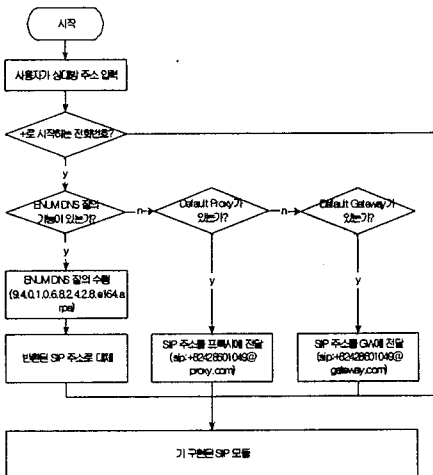 시작
사용자가 상대방 주소 입력
+로 시작하는 전화번호?
y
ENUM DNS 질의
기능이 있는가?
n
Default Proxy가
있는가?
n
Default Gateway가
있는가?
y
y
y
ENUM DNS 질의 수행
(9.4.0.1.0.6.8.2.4.2.8.e164.a
rpa)
반환된 SIP 주소로 대체
SIP 주소를 프록시에 전달
(sip:+82428601049@
proxy.com)
SIP 주소를 GW에 전달
(sip:+82428601049@
gateway.com)
기 구현된 SIP 모듈